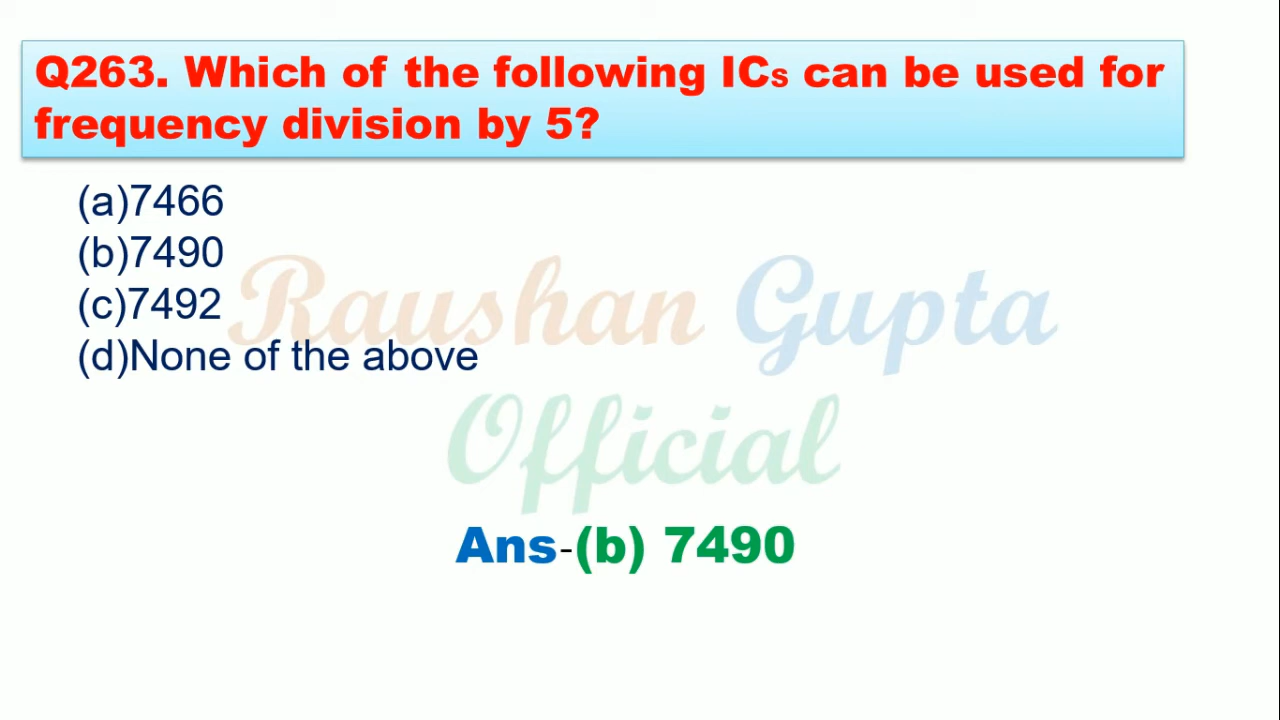 Q263. Which of the following ICs can be used for
frequency division by 5?
(a)7466
(b)7490
(c)7492
(d)None of the above
Raushan Gupta
Official
Ans-(b) 7490